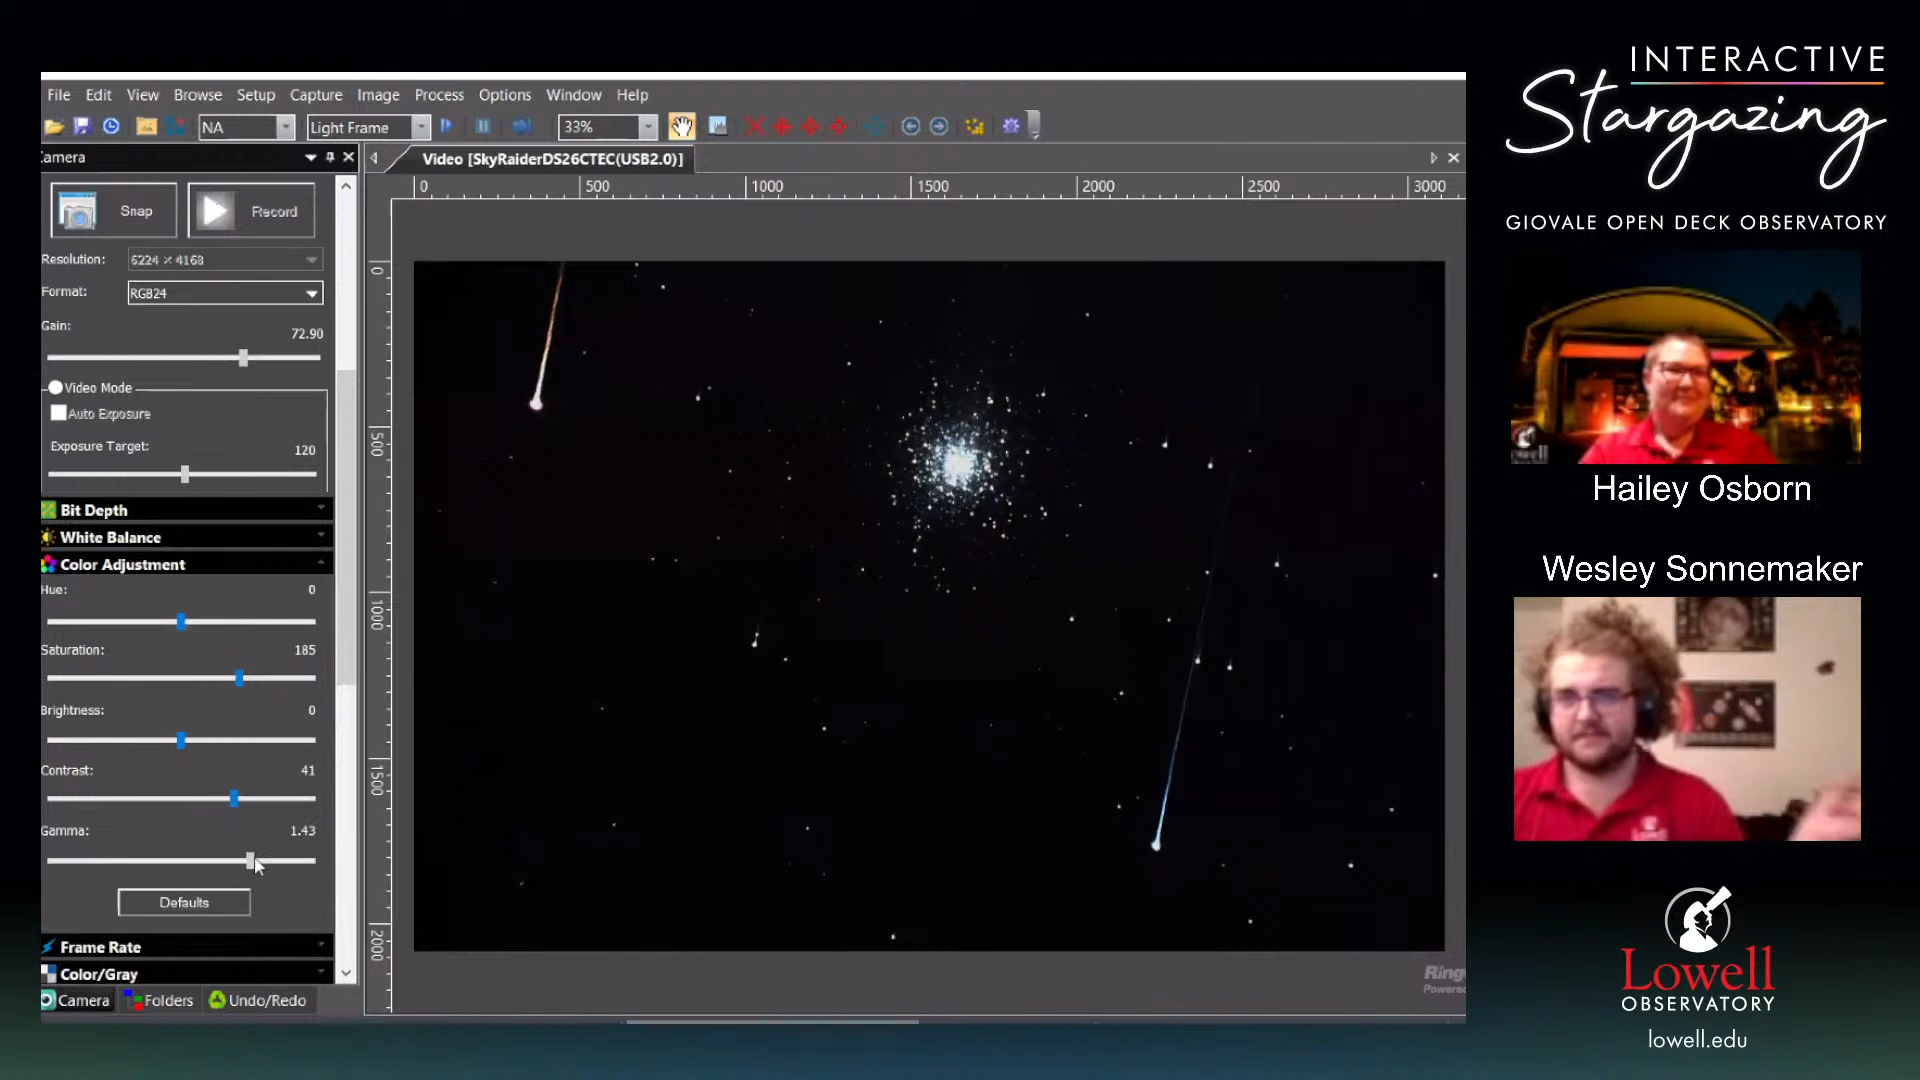 File Edit View Browse Setup Capture Image Process Options Window Help
NA Light Frame 33%
Camera
Video [SkyRaiderDS26CTEC(USB2.0)]
0 500 1000 1500 2000 2500 3000
0
500
1000
1500
2000
Snap Record
Resolution: 6224 × 4168
Format: RGB24
Gain: 72.90
Video Mode
Auto Exposure
Exposure Target: 120
Bit Depth
White Balance
Color Adjustment
Hue: 0
Saturation: 185
Brightness: 0
Contrast: 41
Gamma: 1.43
Defaults
Frame Rate
Color/Gray
Camera Folders Undo/Redo
INTERACTIVE
Stargazing
GIOVALE OPEN DECK OBSERVATORY
Lowell
Hailey Osborn
Wesley Sonnemaker
LOWELL
OBSERVATORY
lowell.edu